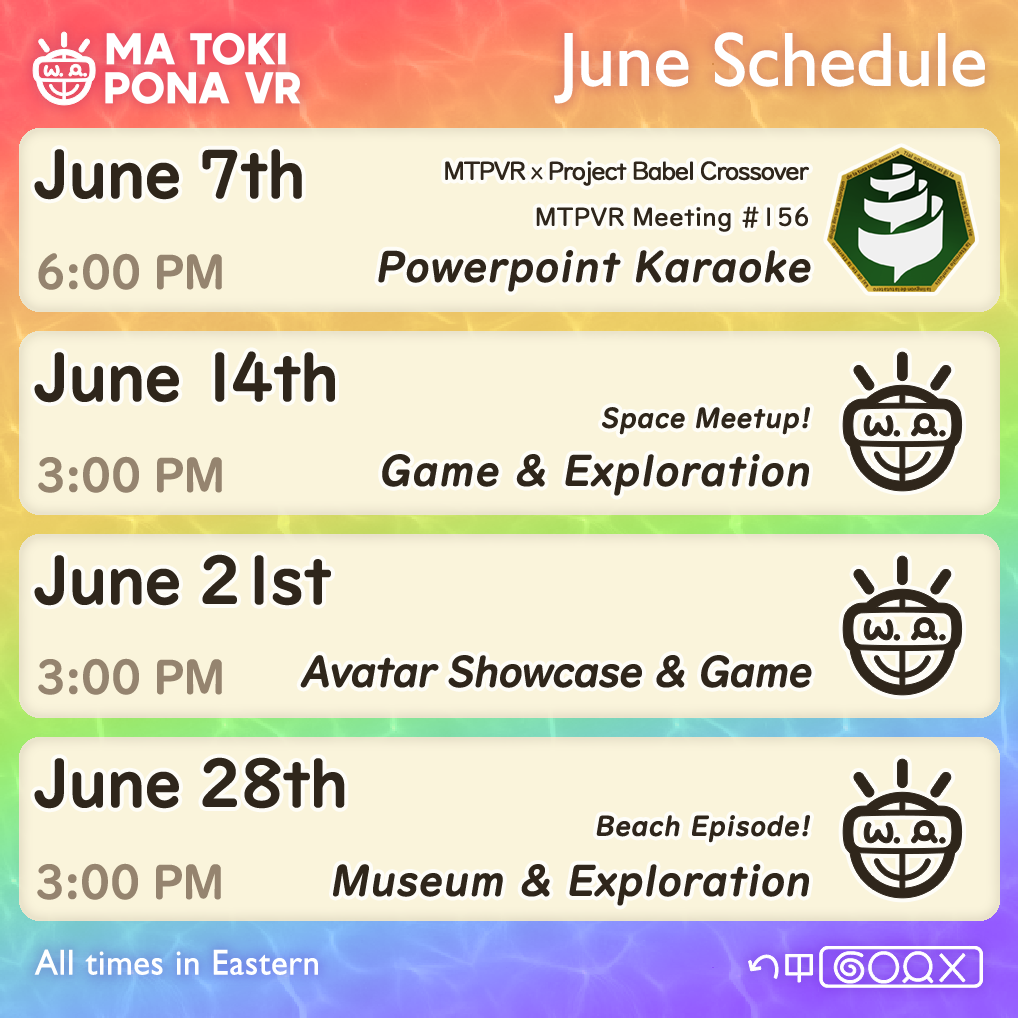 MA TOKI
PONA VR
June Schedule
June 7th
MTPVR x Project Babel Crossover
MTPVR Meeting #156
6:00 PM
Powerpoint Karaoke
June 14th
Space Meetup!
3:00 PM
Game & Exploration
June 21st
3:00 PM
Avatar Showcase & Game
June 28th
Beach Episode!
3:00 PM
Museum & Exploration
All times in Eastern